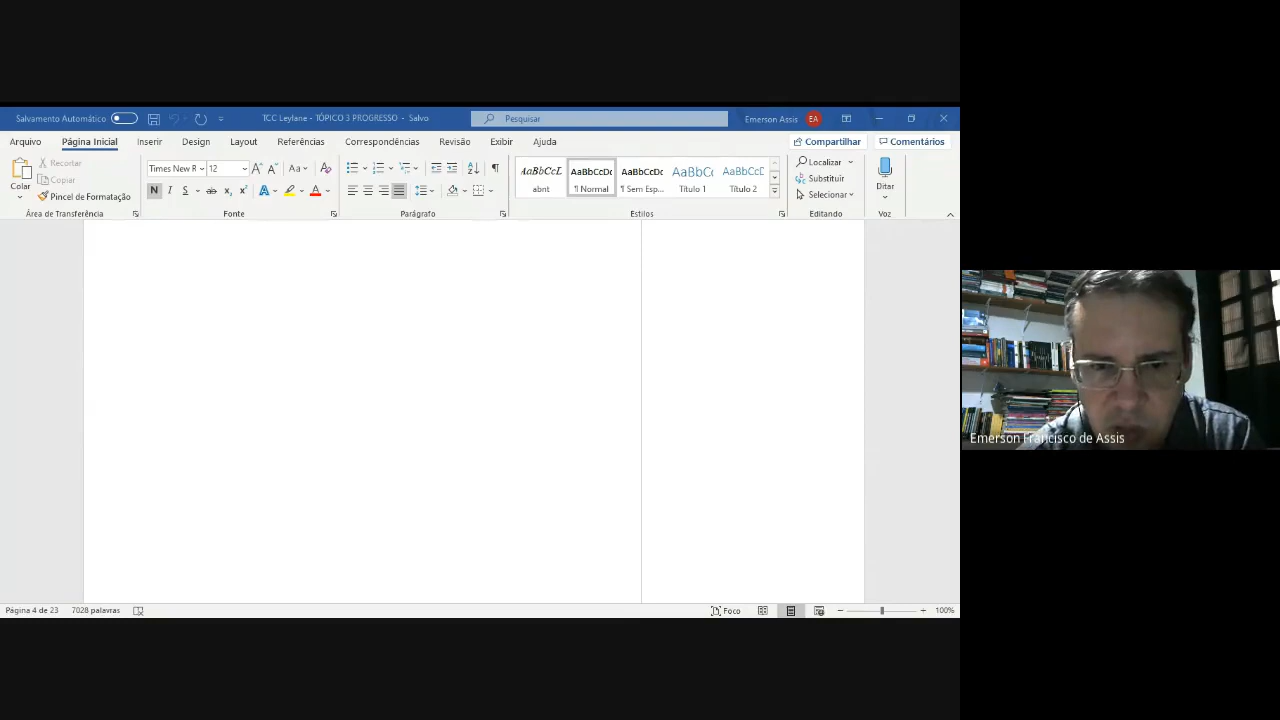 Salvamento Automático TCC Leylane - TÓPICO 3 PROGRESSO - Salvo Pesquisar Emerson Assis EA
Arquivo Página Inicial Inserir Design Layout Referências Correspondências Revisão Exibir Ajuda Compartilhar Comentários
Colar
Recortar
Copiar
Pincel de Formatação
Área de Transferência
Times New R 12
N I S ab x₂ x² A A
Fonte
Parágrafo
AaBbCcL AaBbCcDc AaBbCcDc AaBbCc AaBbCcE
abnt ¶ Normal ¶ Sem Esp... Título 1 Título 2
Estilos
Localizar
Substituir
Selecionar
Editando
Ditar
Voz
Emerson Francisco de Assis
Página 4 de 23 7028 palavras Foco 100%